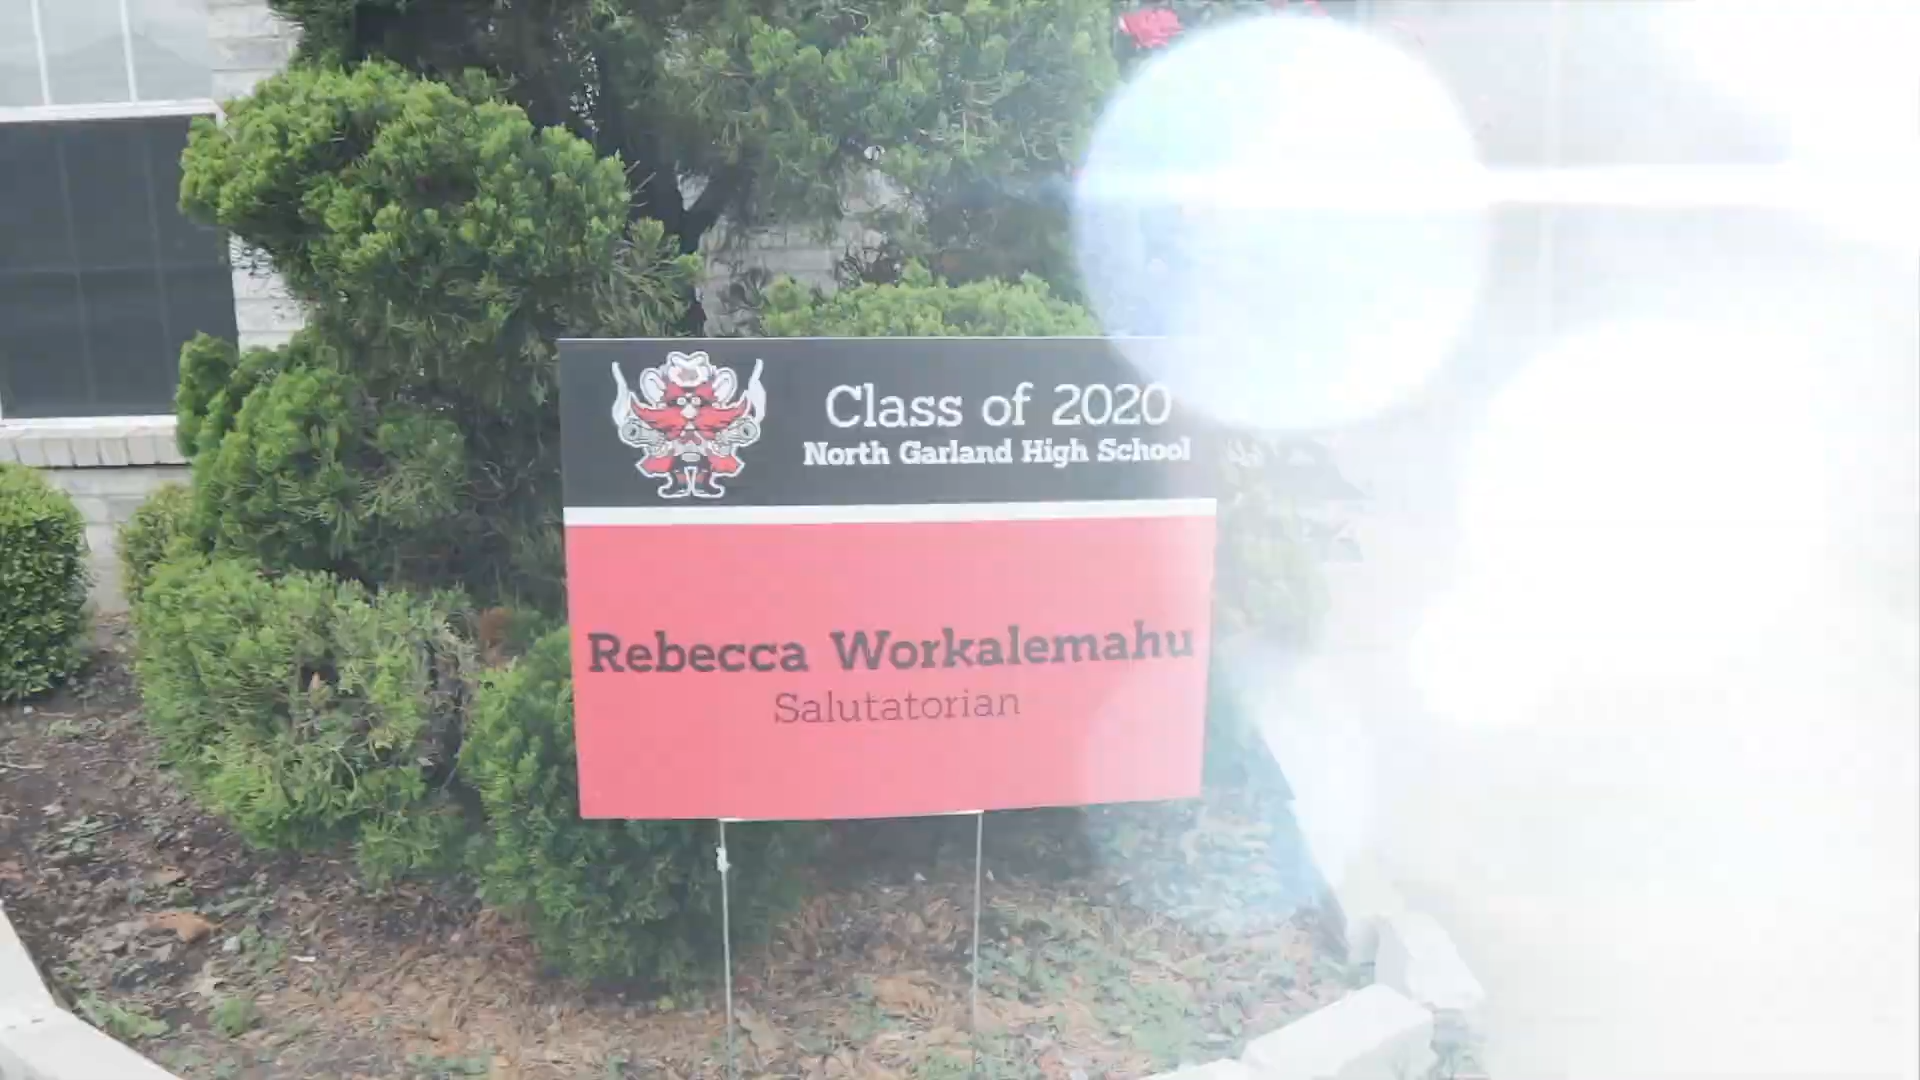 Class of 2020
North Garland High School
Rebecca Workalemahu
Salutatorian